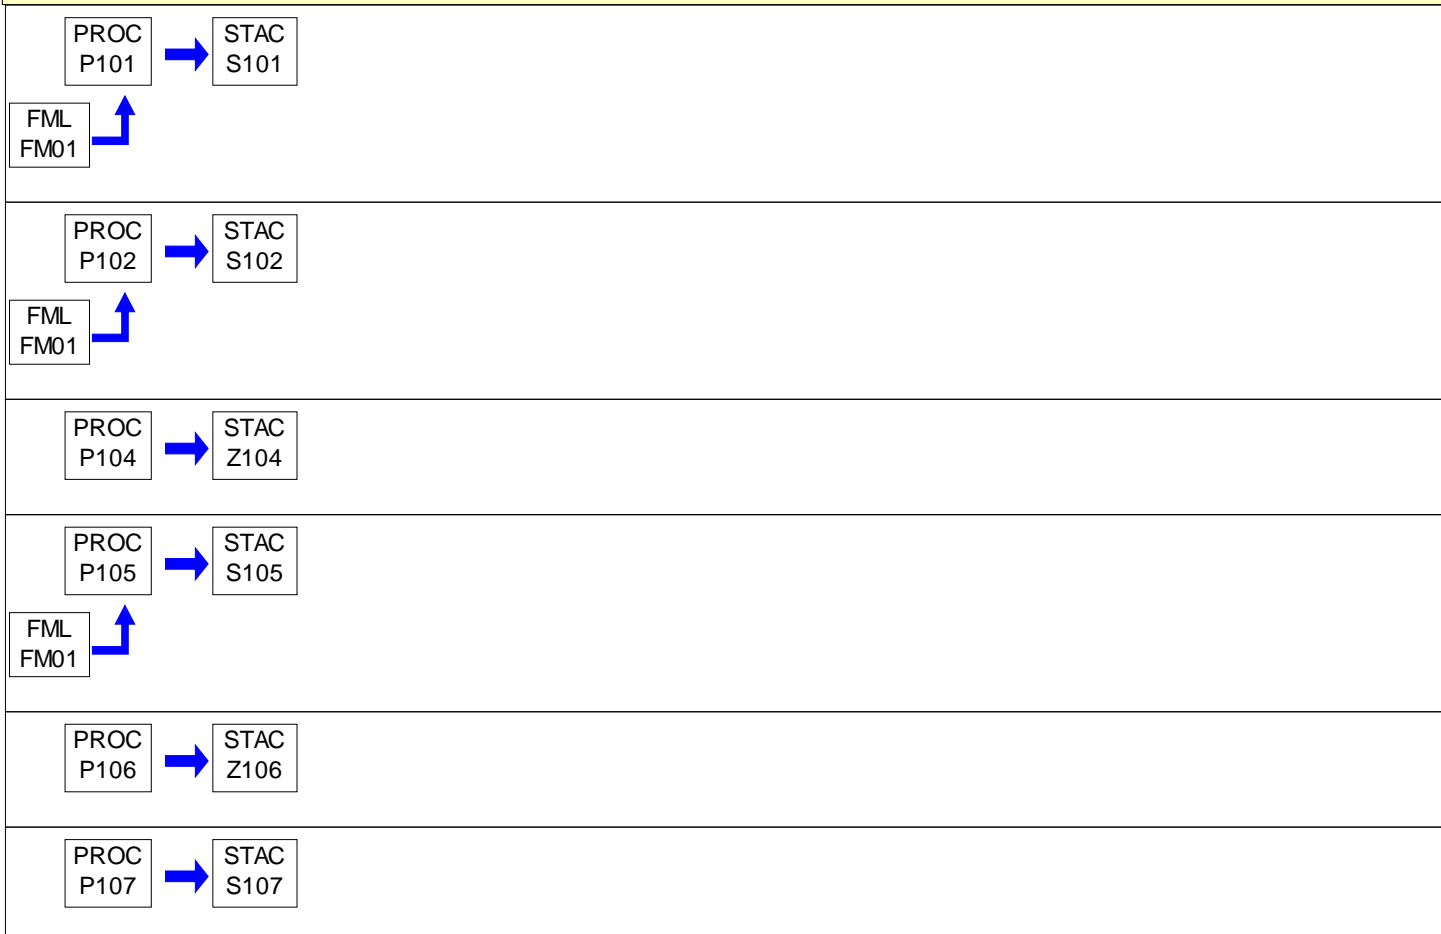 PROC
P101
STAC
S101
FML
FM01
PROC
P102
STAC
S102
FML
FM01
PROC
P104
STAC
Z104
PROC
P105
STAC
S105
FML
FM01
PROC
P106
STAC
Z106
PROC
P107
STAC
S107